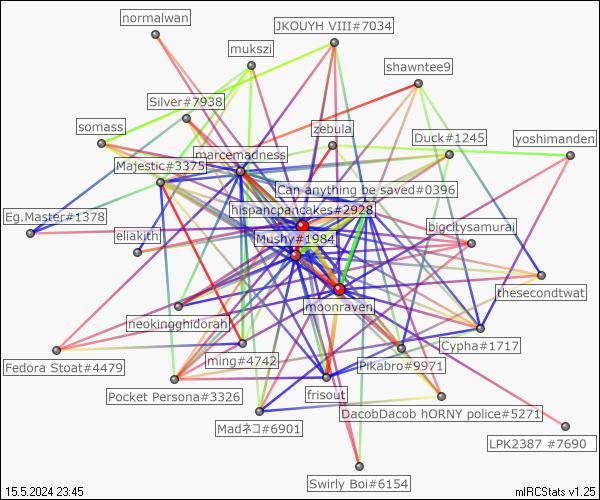 normalwan
JKOUYH VIII#7034
mukszi
shawntee9
Silver#7938
somass
zebula
Duck#1245
yoshimanden
marcemadness
Majestic#3375
Can anything be saved#0396
hispanicpancakes#2928
Eg.Master#1378
bigcitysamurai
eliakith
Mushy#1984
thesecondtwat
moonraven
neokingghidorah
Cypha#1717
ming#4742
Fedora Stoat#4479
Pikabro#9971
Pocket Persona#3326
frisout
DacobDacob hORNY police#5271
Madネコ#6901
LPK2387 #7690
Swirly Boi#6154
15.5.2024 23:45
mIRCStats v1.25